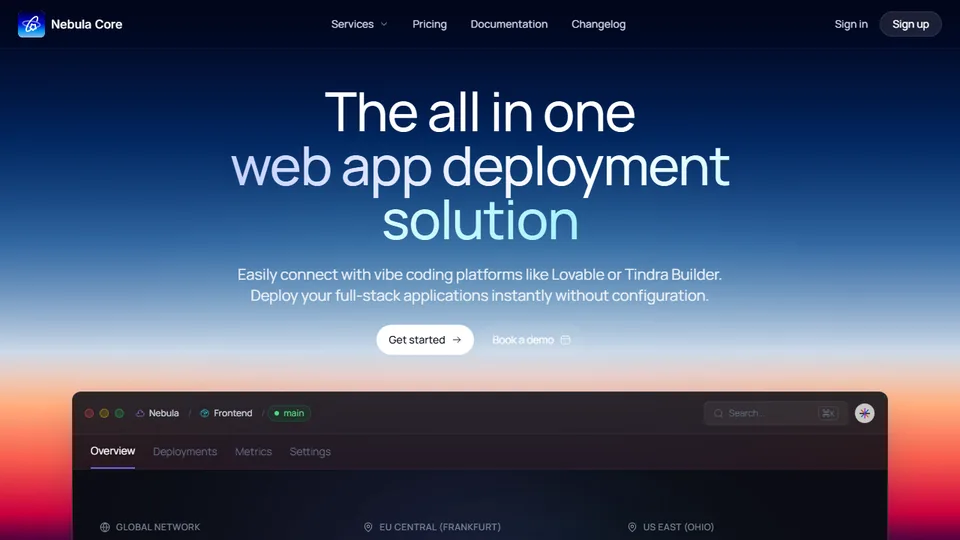 Nebula Core
Services
Pricing
Documentation
Changelog
Sign in
Sign up
The all in one
web app deployment
solution
Easily connect with vibe coding platforms like Lovable or Tindra Builder.
Deploy your full-stack applications instantly without configuration.
Get started
Book a demo
Nebula / Frontend / main
Search...
⌘K
Overview
Deployments
Metrics
Settings
GLOBAL NETWORK
EU CENTRAL (FRANKFURT)
US EAST (OHIO)